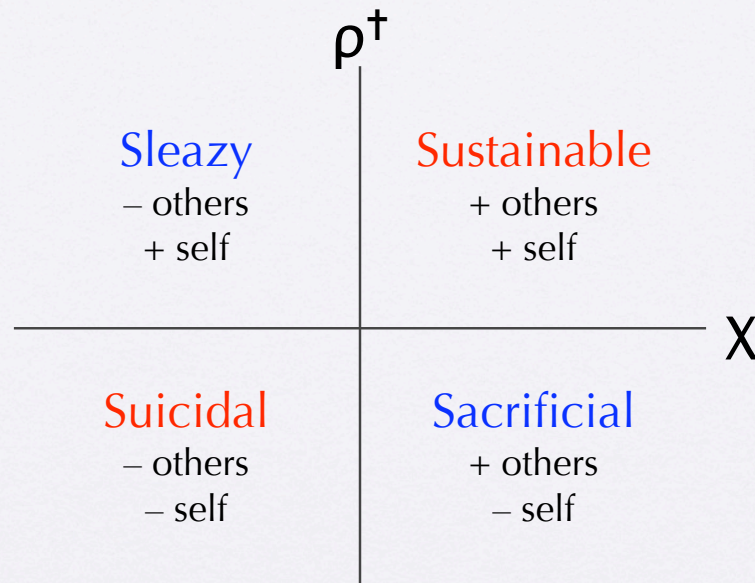 ρ†
Sleazy
– others
+ self
Sustainable
+ others
+ self
χ
Suicidal
– others
– self
Sacrificial
+ others
– self